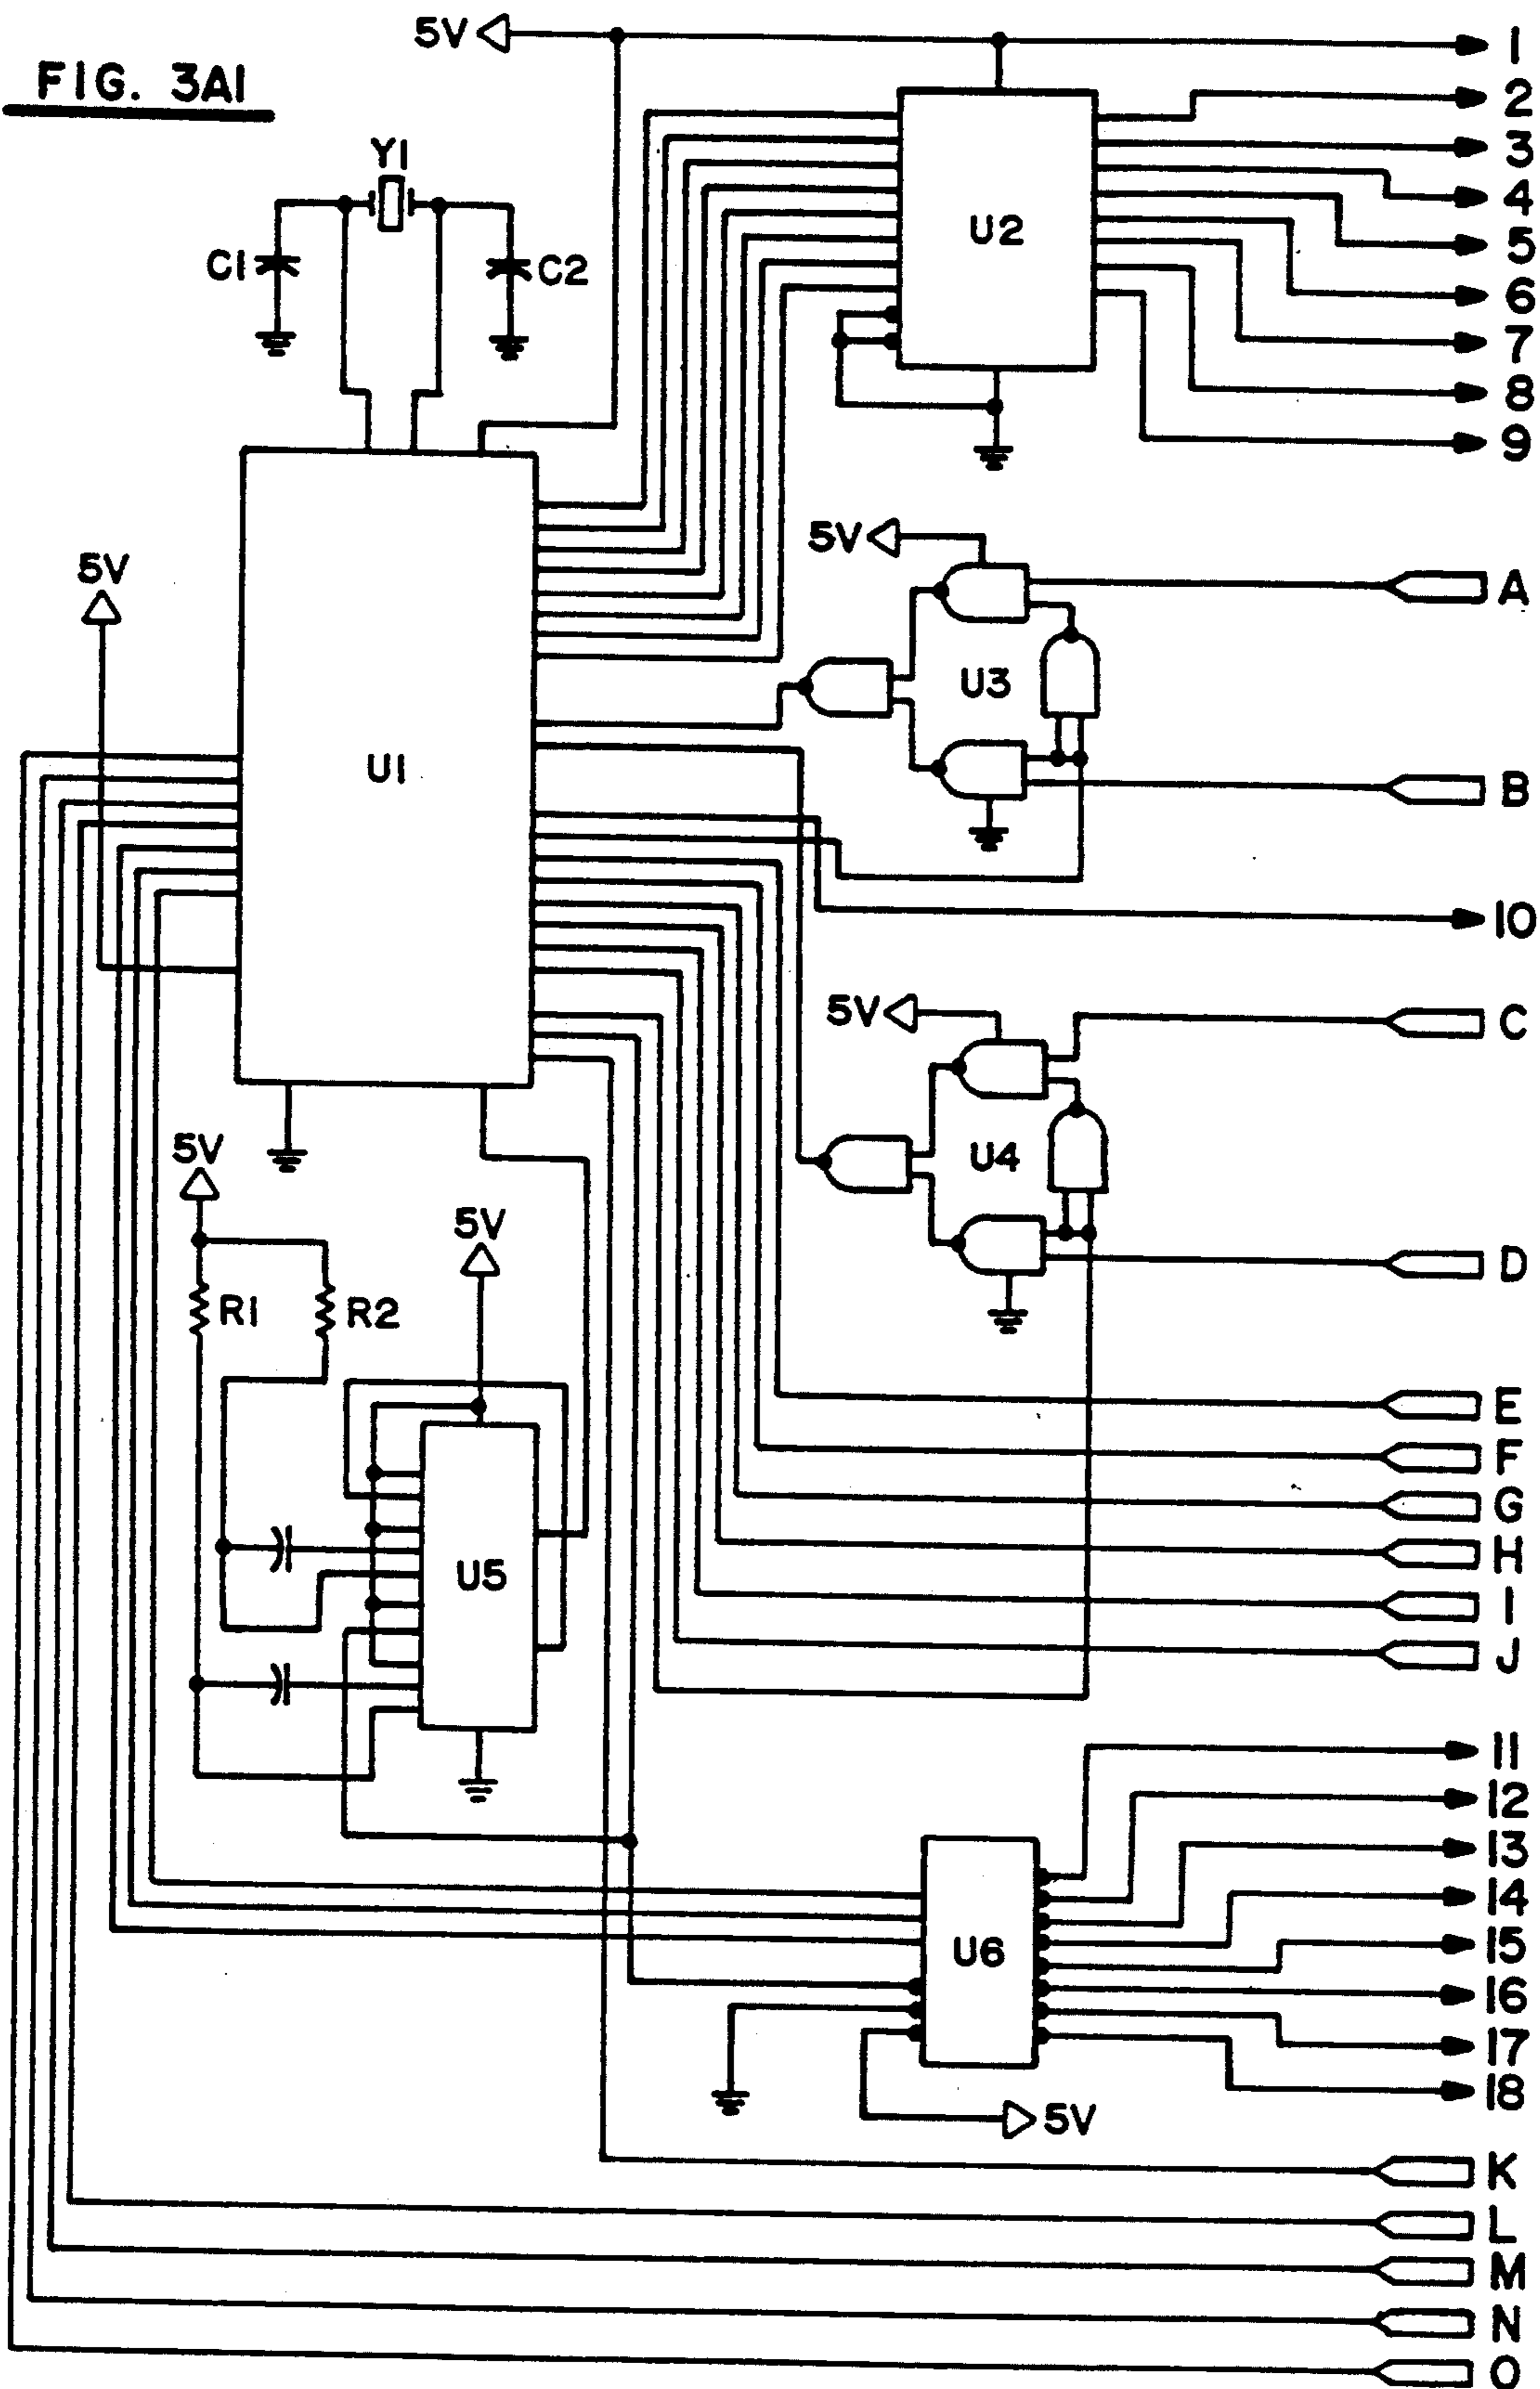 FIG. 3A1
5V
1
2
3
4
5
6
7
8
9
Y1
C1
C2
U2
5V
5V
A
U3
U1
B
10
5V
C
U4
D
5V
5V
R1
R2
E
F
G
H
I
J
U5
11
12
13
14
15
16
17
18
U6
5V
K
L
M
N
O